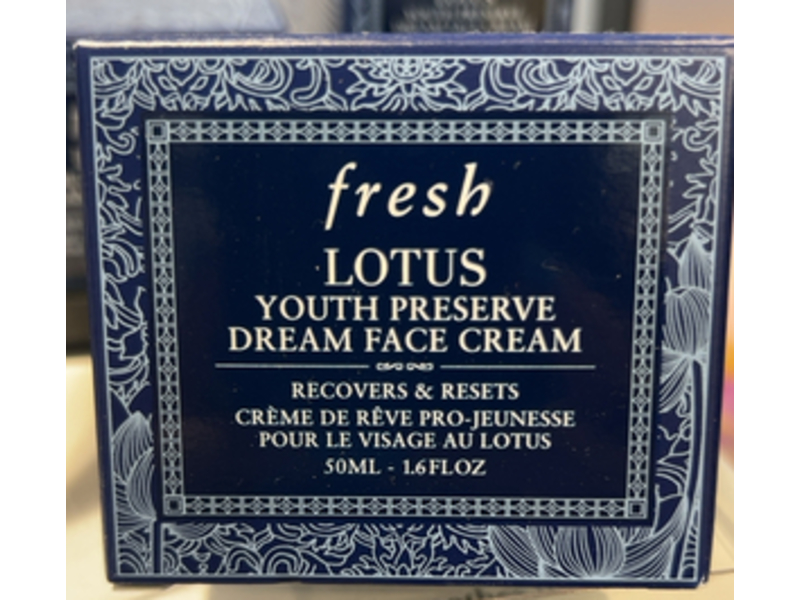 fresh
LOTUS
YOUTH PRESERVE
DREAM FACE CREAM
RECOVERS & RESETS
CRÈME DE RÊVE PRO-JEUNESSE
POUR LE VISAGE AU LOTUS
50ML - 1.6FLOZ